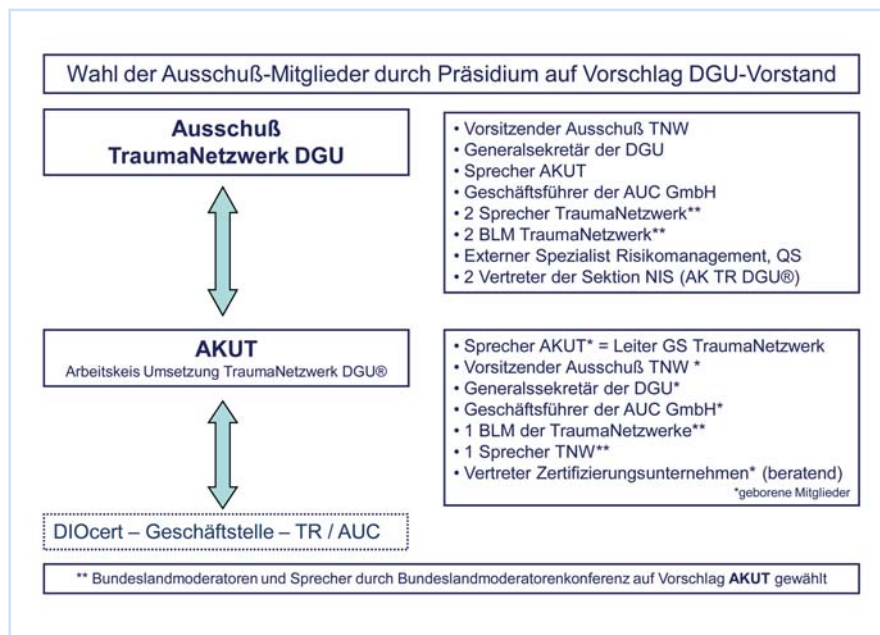 Wahl der Ausschuß-Mitglieder durch Präsidium auf Vorschlag DGU-Vorstand
Ausschuß
TraumaNetzwerk DGU
• Vorsitzender Ausschuß TNW
• Generalsekretär der DGU
• Sprecher AKUT
• Geschäftsführer der AUC GmbH
• 2 Sprecher TraumaNetzwerk**
• 2 BLM TraumaNetzwerk**
• Externer Spezialist Risikomanagement, QS
• 2 Vertreter der Sektion NIS (AK TR DGU®)
AKUT
Arbeitskeis Umsetzung TraumaNetzwerk DGU®
• Sprecher AKUT* = Leiter GS TraumaNetzwerk
• Vorsitzender Ausschuß TNW *
• Generalssekretär der DGU*
• Geschäftsführer der AUC GmbH*
• 1 BLM der TraumaNetzwerke**
• 1 Sprecher TNW**
• Vertreter Zertifizierungsunternehmen* (beratend)
*geborene Mitglieder
DIOcert – Geschäftstelle – TR / AUC
** Bundeslandmoderatoren und Sprecher durch Bundeslandmoderatorenkonferenz auf Vorschlag AKUT gewählt